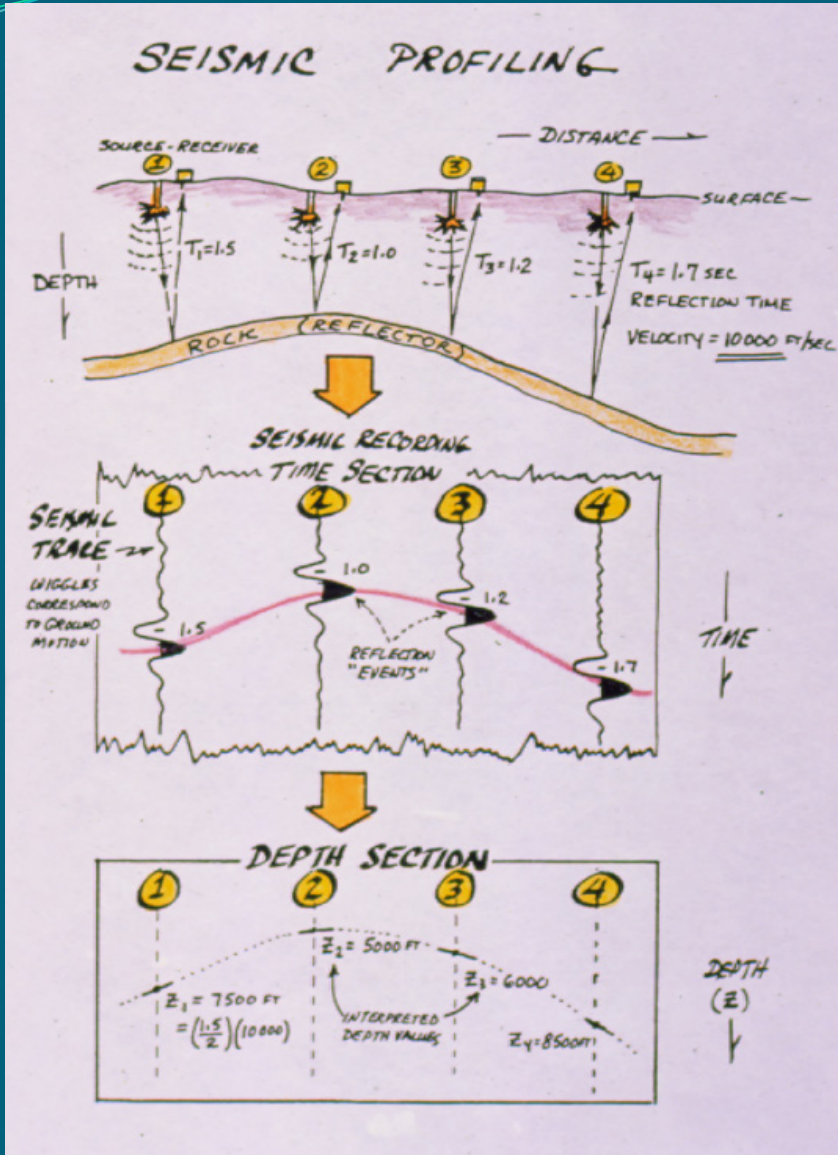 SEISMIC PROFILING
SOURCE-RECEIVER
— DISTANCE →
1 2 3 4
SURFACE
DEPTH
T₁=1.5
T₂=1.0
T₃=1.2
T₄=1.7 SEC
REFLECTION TIME
VELOCITY = 10000 FT/SEC
ROCK (REFLECTOR)
SEISMIC RECORDING
TIME SECTION
1 2 3 4
SEISMIC
TRACE
WIGGLES
CORRESPOND
TO GROUND
MOTION
1.5
1.0
1.2
1.7
REFLECTION
"EVENTS"
TIME
DEPTH SECTION
1 2 3 4
Z₁ = 7500 FT
= (1.5/2)(10000)
Z₂ = 5000 FT
Z₃ = 6000
Z₄=8500FT
INTERPRETED
DEPTH VALUES
DEPTH
(Z)